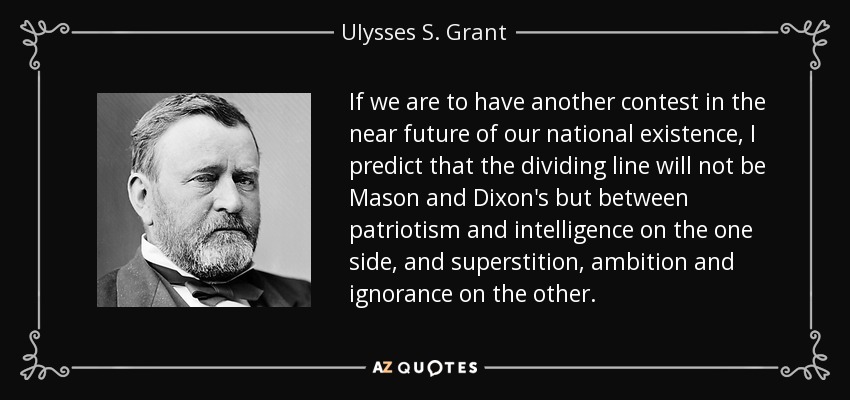 Ulysses S. Grant
If we are to have another contest in the
near future of our national existence, I
predict that the dividing line will not be
Mason and Dixon's but between
patriotism and intelligence on the one
side, and superstition, ambition and
ignorance on the other.
AZ QUOTES